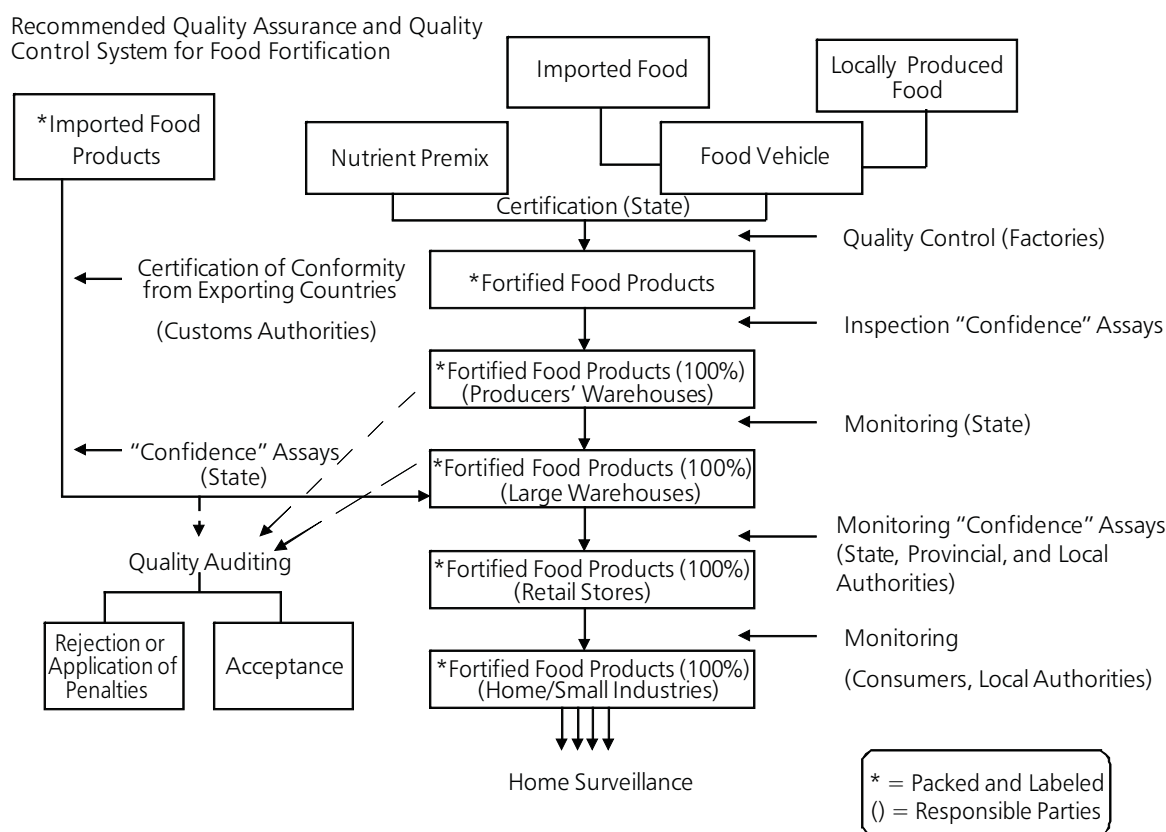 Recommended Quality Assurance and Quality
Control System for Food Fortification
Imported Food
Locally Produced
Food
*Imported Food
Products
Nutrient Premix
Food Vehicle
Certification (State)
Quality Control (Factories)
Certification of Conformity
from Exporting Countries
(Customs Authorities)
*Fortified Food Products
Inspection “Confidence” Assays
*Fortified Food Products (100%)
(Producers’ Warehouses)
Monitoring (State)
“Confidence” Assays
(State)
*Fortified Food Products (100%)
(Large Warehouses)
Monitoring “Confidence” Assays
(State, Provincial, and Local
Authorities)
Quality Auditing
*Fortified Food Products (100%)
(Retail Stores)
Rejection or
Application of
Penalties
Acceptance
Monitoring
(Consumers, Local Authorities)
*Fortified Food Products (100%)
(Home/Small Industries)
Home Surveillance
* = Packed and Labeled
() = Responsible Parties